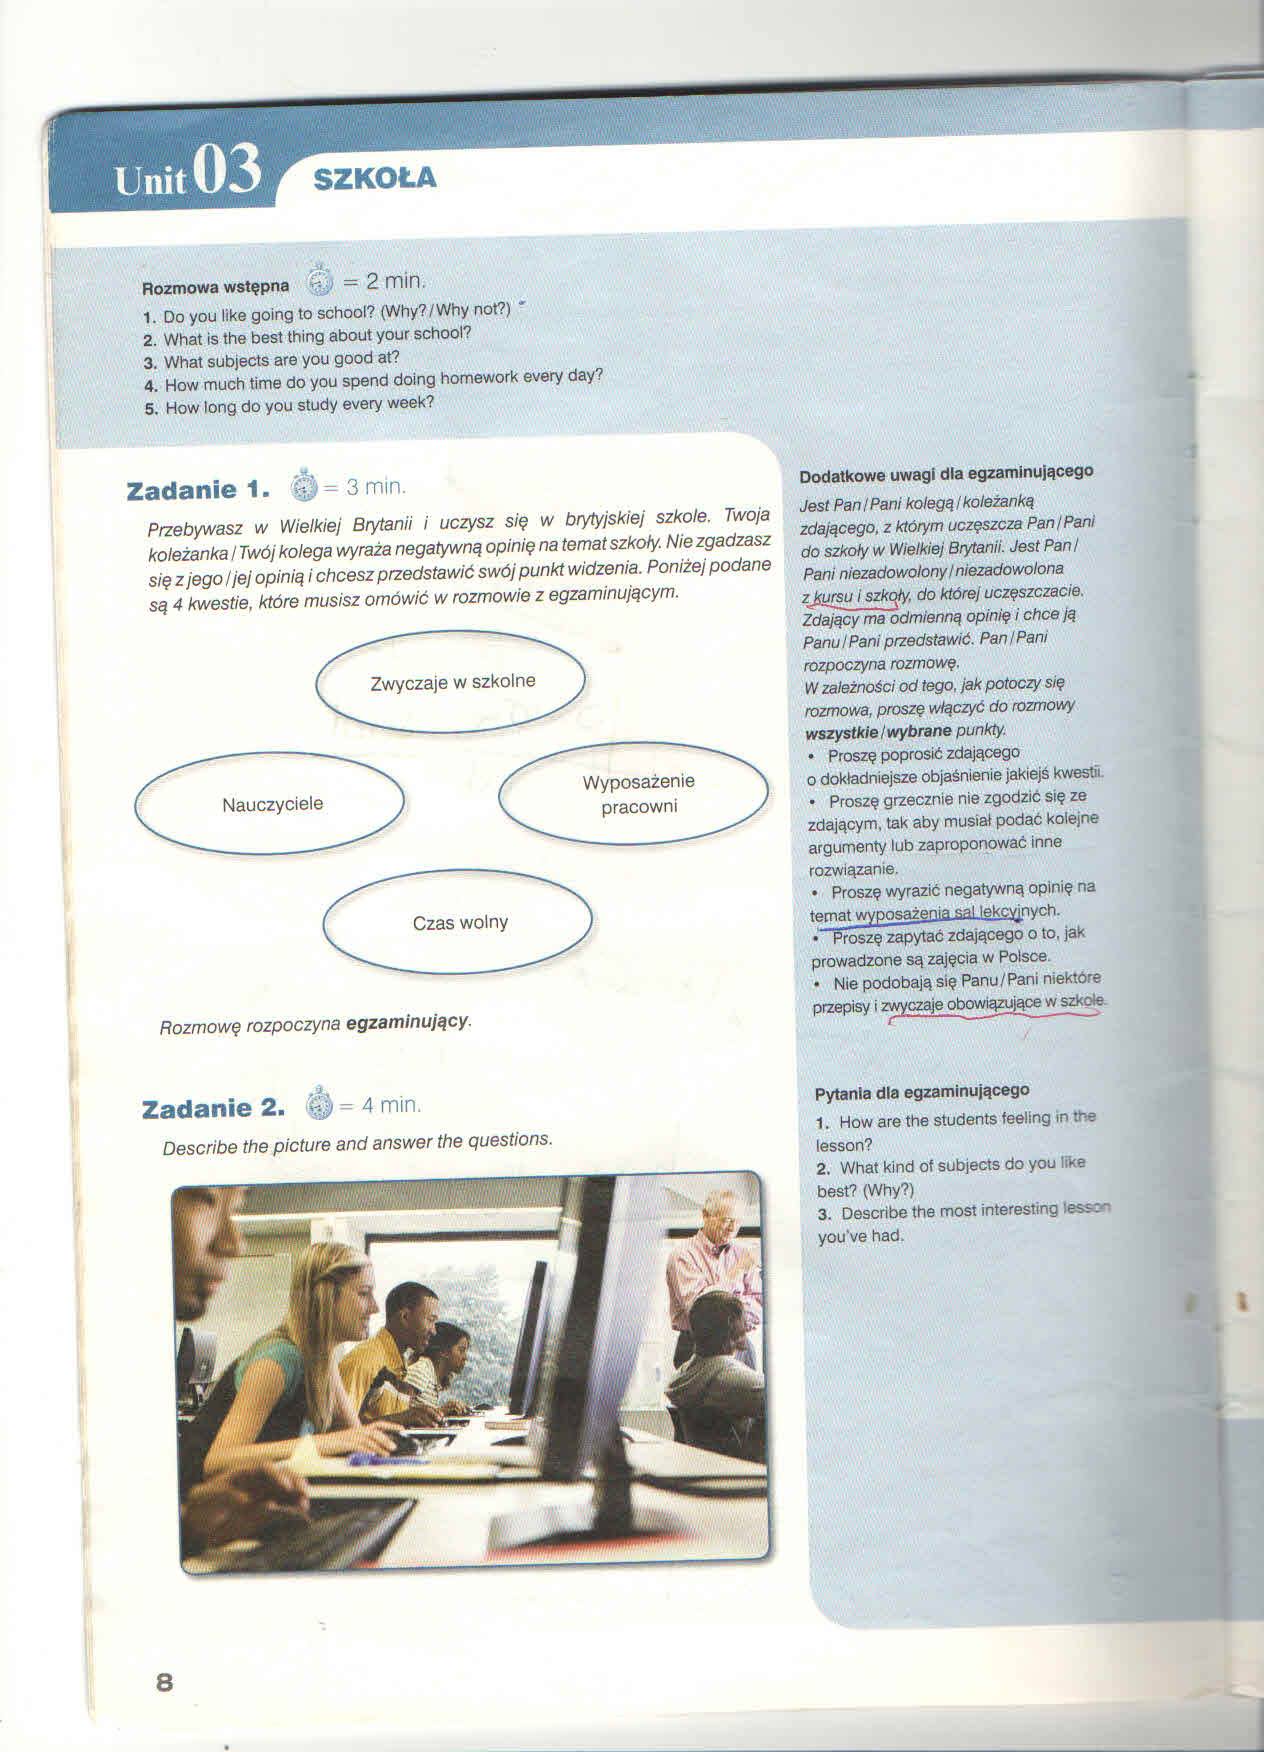 Unit 03
SZKOŁA
Rozmowa wstępna = 2 min.
1. Do you like going to school? (Why? / Why not?)
2. What is the best thing about your school?
3. What subjects are you good at?
4. How much time do you spend doing homework every day?
5. How long do you study every week?
Zadanie 1. = 3 min.
Przebywasz w Wielkiej Brytanii i uczysz się w brytyjskiej szkole. Twoja
koleżanka / Twój kolega wyraża negatywną opinię na temat szkoły. Nie zgadzasz
się z jego / jej opinią i chcesz przedstawić swój punkt widzenia. Poniżej podane
są 4 kwestie, które musisz omówić w rozmowie z egzaminującym.
Zwyczaje w szkolne
Nauczyciele
Wyposażenie
pracowni
Czas wolny
Rozmowę rozpoczyna egzaminujący.
Zadanie 2. = 4 min.
Describe the picture and answer the questions.
8
Dodatkowe uwagi dla egzaminującego
Jest Pan / Pani kolegą / koleżanką
zdającego, z którym uczęszcza Pan / Pani
do szkoły w Wielkiej Brytanii. Jest Pan /
Pani niezadowolony / niezadowolona
z kursu i szkoły, do której uczęszczacie.
Zdający ma odmienną opinię i chce ją
Panu / Pani przedstawić. Pan / Pani
rozpoczyna rozmowę.
W zależności od tego, jak potoczy się
rozmowa, proszę włączyć do rozmowy
wszystkie / wybrane punkty.
• Proszę poprosić zdającego
o dokładniejsze objaśnienie jakiejś kwestii.
• Proszę grzecznie nie zgodzić się ze
zdającym, tak aby musiał podać kolejne
argumenty lub zaproponować inne
rozwiązanie.
• Proszę wyrazić negatywną opinię na
temat wyposażenia sal lekcyjnych.
• Proszę zapytać zdającego o to, jak
prowadzone są zajęcia w Polsce.
• Nie podobają się Panu / Pani niektóre
przepisy i zwyczaje obowiązujące w szkole.
Pytania dla egzaminującego
1. How are the students feeling in the
lesson?
2. What kind of subjects do you like
best? (Why?)
3. Describe the most interesting lesson
you've had.